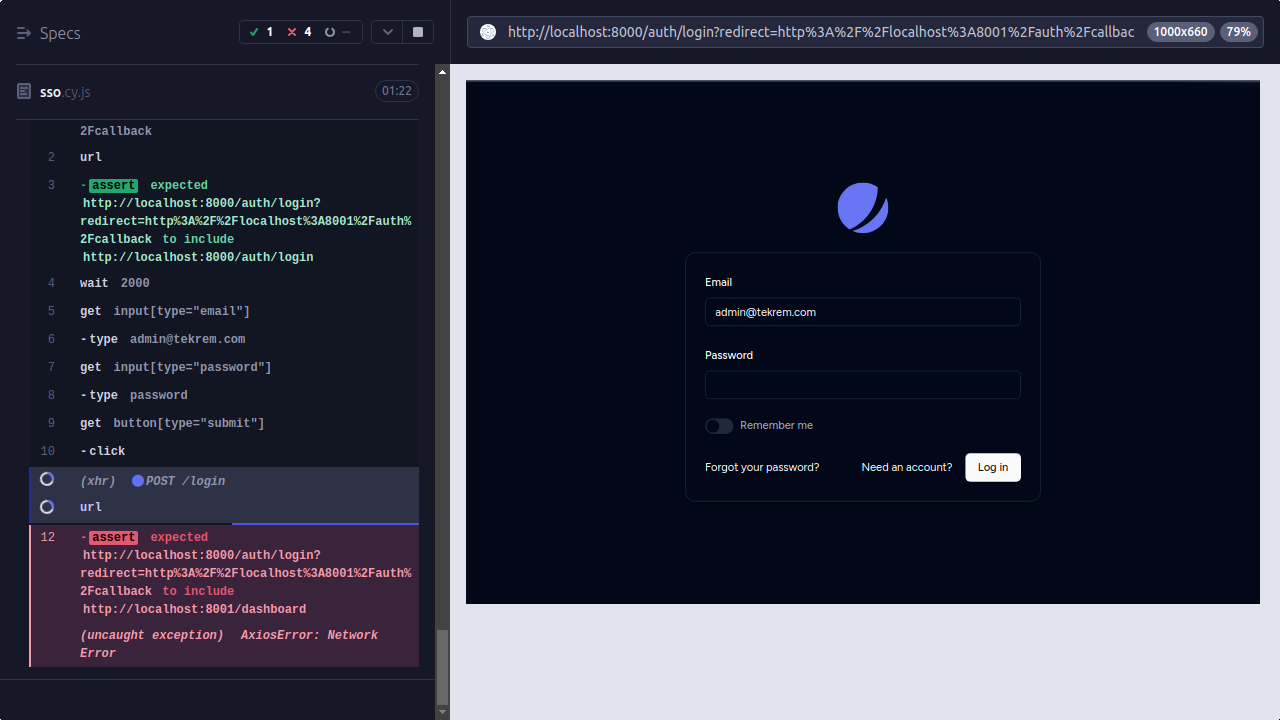 Specs
1
4
--
http://localhost:8000/auth/login?redirect=http%3A%2F%2Flocalhost%3A8001%2Fauth%2Fcallbac
1000x660
79%
sso.cy.js
01:22
2Fcallback
2 url
3 -assert expected
http://localhost:8000/auth/login?
redirect=http%3A%2F%2Flocalhost%3A8001%2Fauth%
2Fcallback to include
http://localhost:8000/auth/login
4 wait 2000
5 get input[type="email"]
6 -type admin@tekrem.com
7 get input[type="password"]
8 -type password
9 get button[type="submit"]
10 -click
(xhr) POST /login
url
12 -assert expected
http://localhost:8000/auth/login?
redirect=http%3A%2F%2Flocalhost%3A8001%2Fauth%
2Fcallback to include
http://localhost:8001/dashboard
(uncaught exception) AxiosError: Network
Error
Email
admin@tekrem.com
Password
Remember me
Forgot your password?
Need an account?
Log in